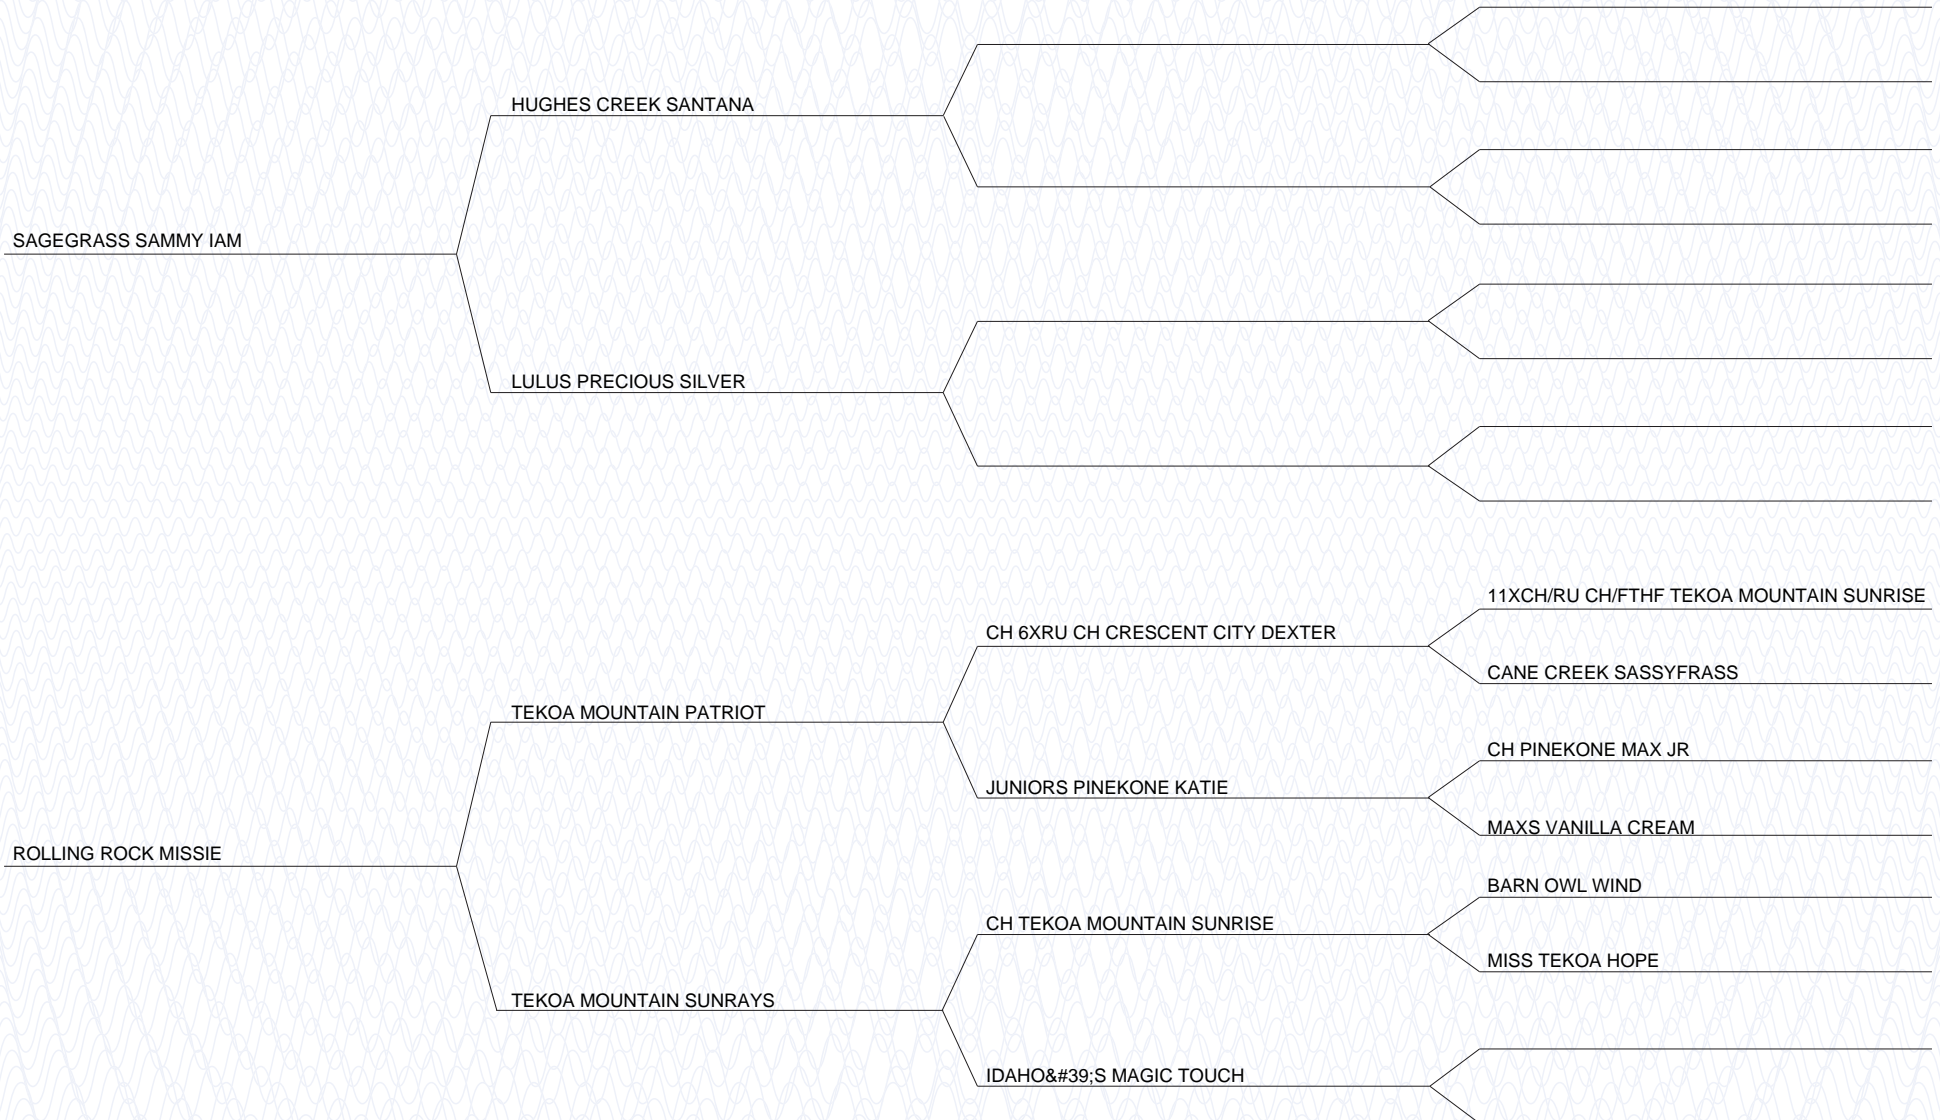 HUGHES CREEK SANTANA
SAGEGRASS SAMMY IAM
LULUS PRECIOUS SILVER
11XCH/RU CH/FTHF TEKOA MOUNTAIN SUNRISE
CH 6XRU CH CRESCENT CITY DEXTER
CANE CREEK SASSYFRASS
TEKOA MOUNTAIN PATRIOT
CH PINEKONE MAX JR
JUNIORS PINEKONE KATIE
MAXS VANILLA CREAM
ROLLING ROCK MISSIE
BARN OWL WIND
CH TEKOA MOUNTAIN SUNRISE
MISS TEKOA HOPE
TEKOA MOUNTAIN SUNRAYS
IDAHO&#39;S MAGIC TOUCH